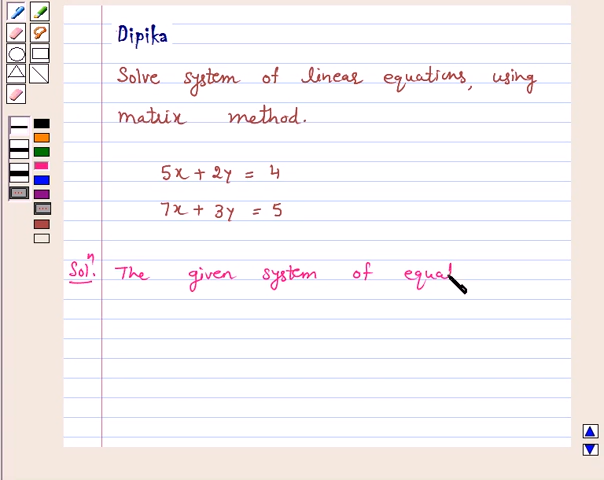 Dipika
Solve system of linear equations, using
matrix method.
5x + 2y = 4
7x + 3y = 5
Solⁿ. The given system of equat